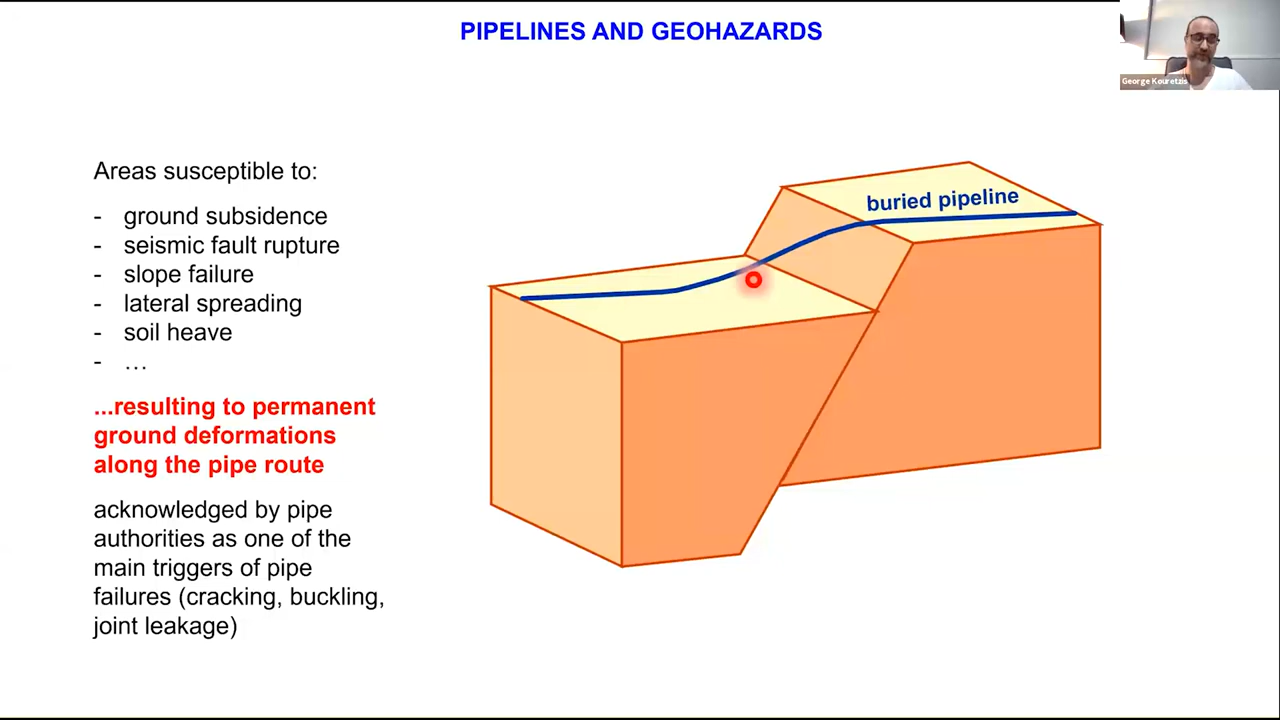 PIPELINES AND GEOHAZARDS
George Kouretzis
Areas susceptible to:
- ground subsidence
- seismic fault rupture
- slope failure
- lateral spreading
- soil heave
- …
...resulting to permanent
ground deformations
along the pipe route
acknowledged by pipe
authorities as one of the
main triggers of pipe
failures (cracking, buckling,
joint leakage)
buried pipeline